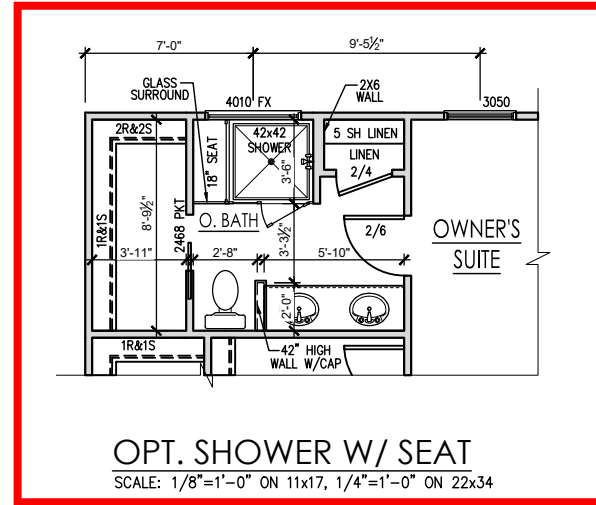 7'-0"
9'-5½"
GLASS
SURROUND
2X6
WALL
4010 FX
3050
2R&2S
18" SEAT
42x42
SHOWER
5 SH LINEN
LINEN
2/4
3'-6"
1R&1S
8'-9½"
2468 PKT
O. BATH
3'-3½"
2/6
OWNER'S
SUITE
3'-11"
2'-8"
5'-10"
2'-0"
1R&1S
42" HIGH
WALL W/CAP
OPT. SHOWER W/ SEAT
SCALE: 1/8"=1'-0" ON 11x17, 1/4"=1'-0" ON 22x34